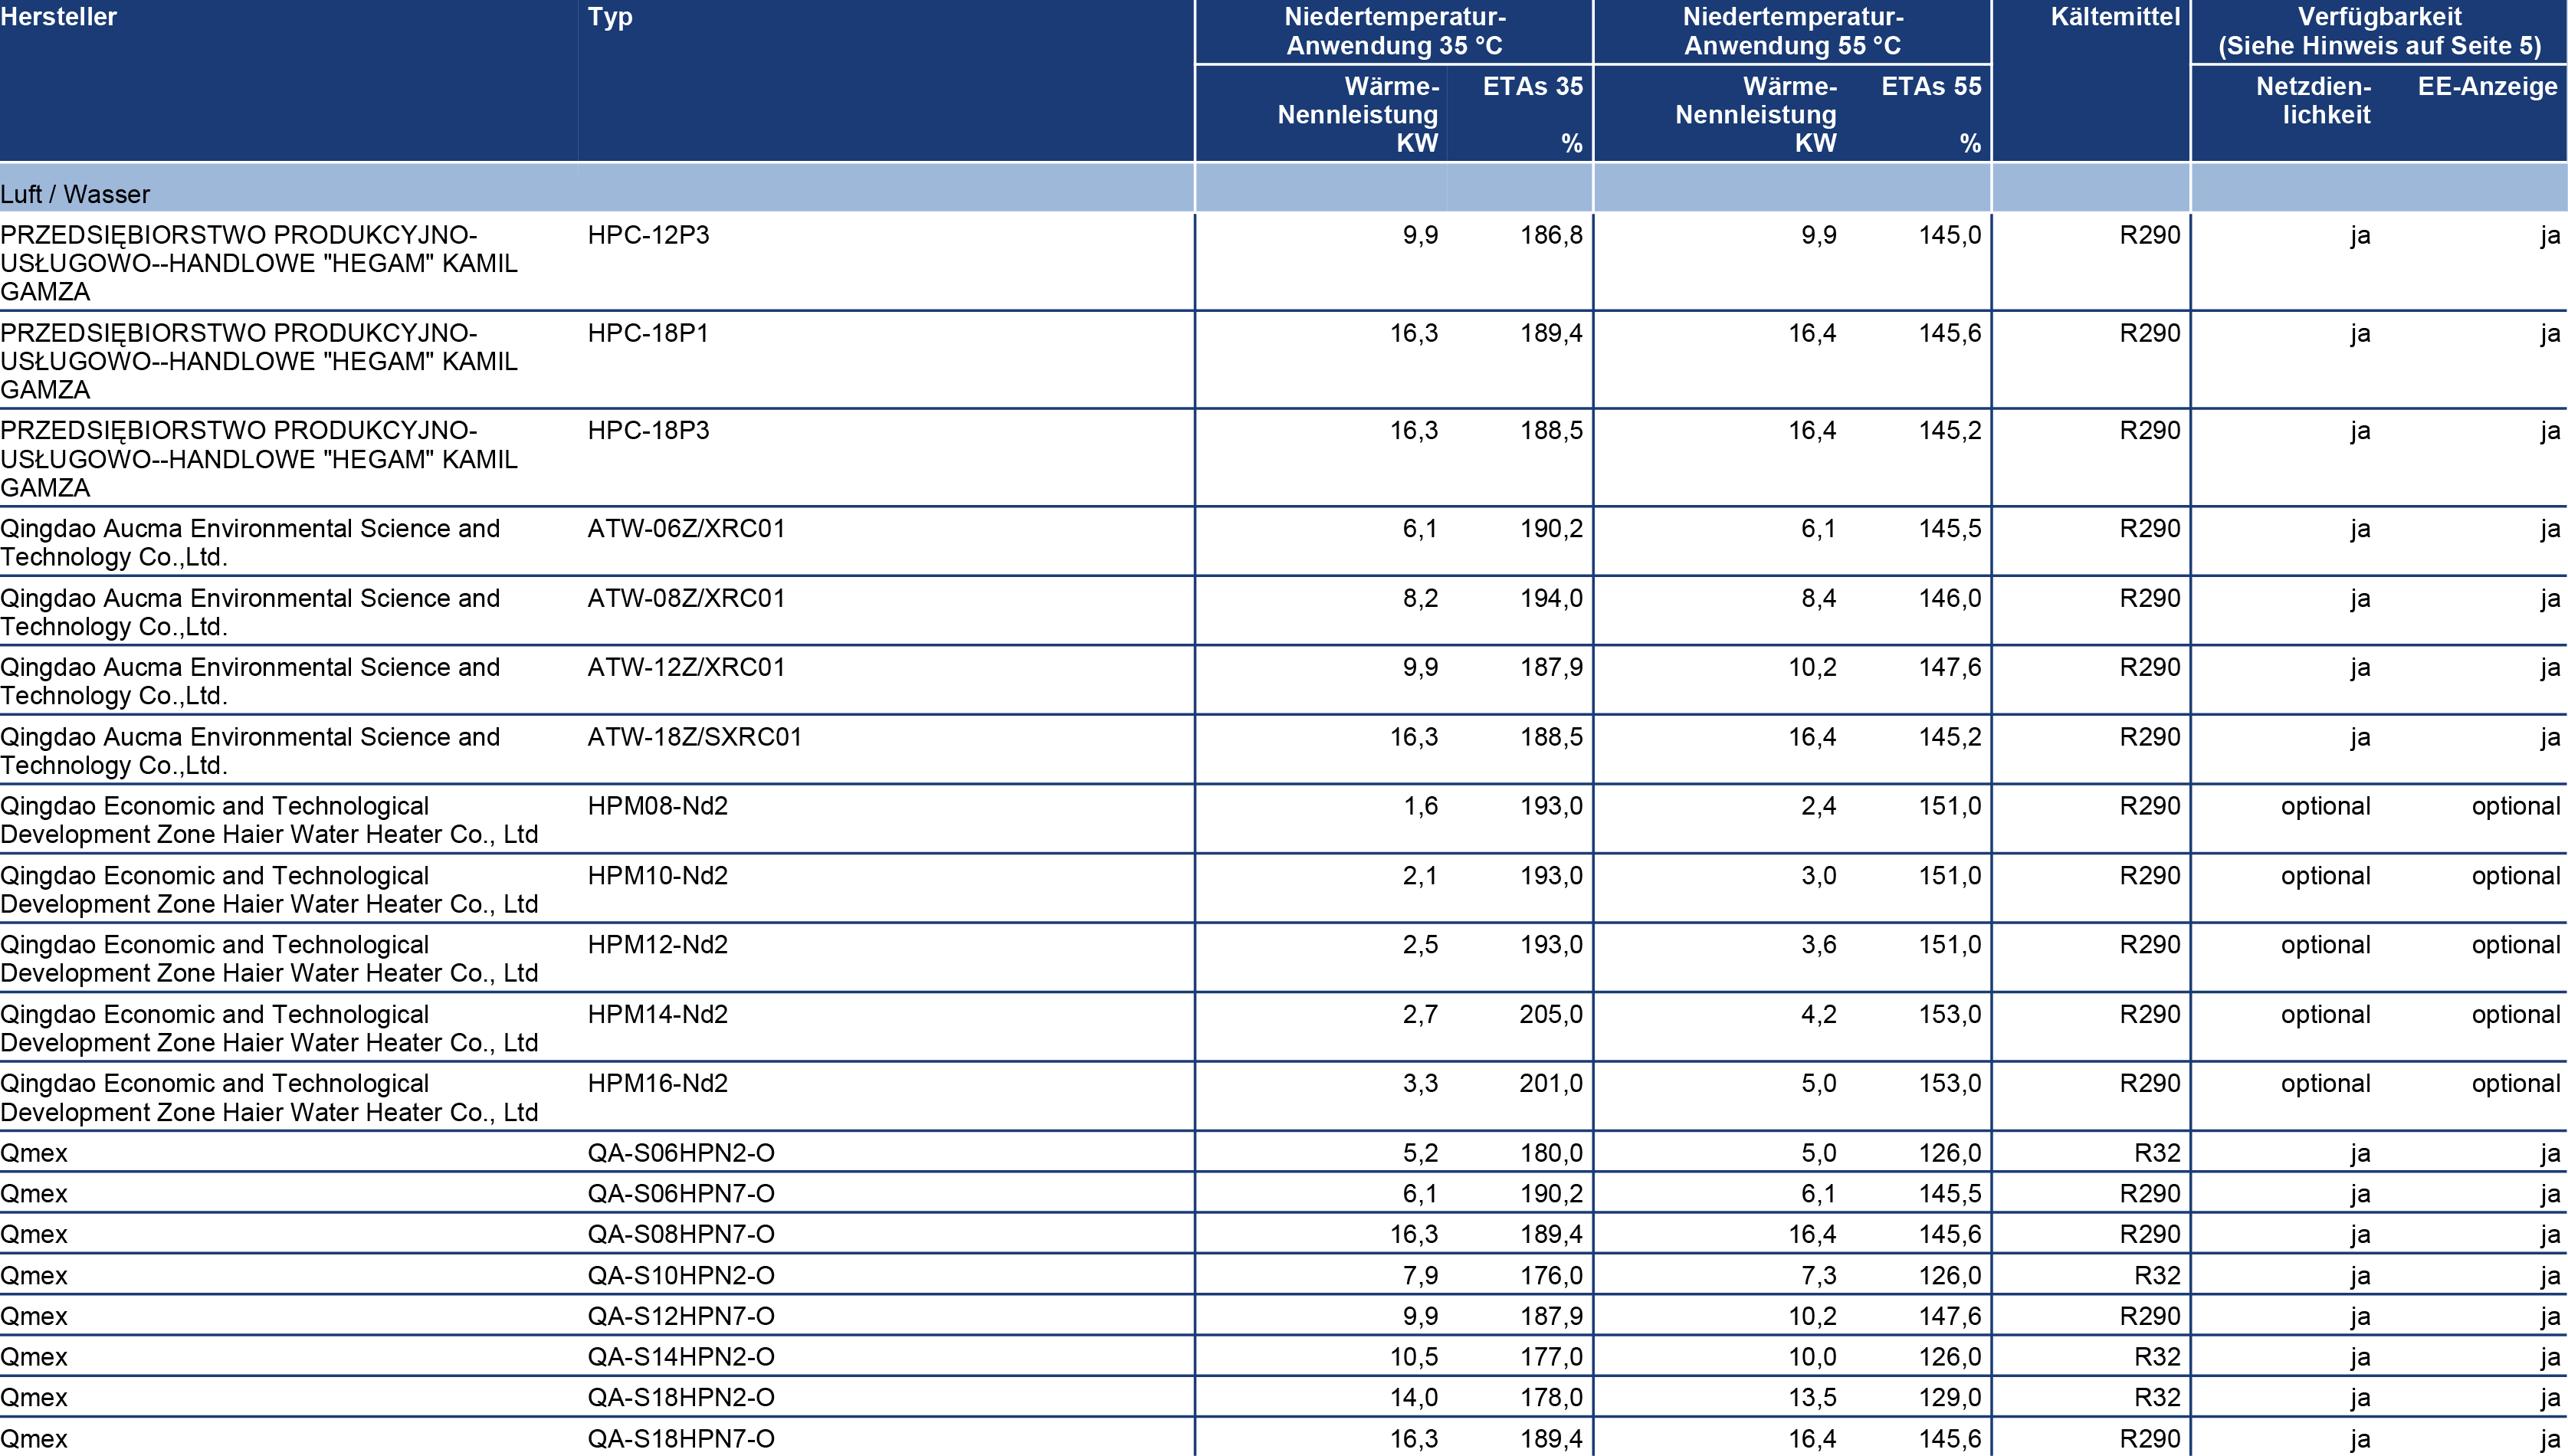 Hersteller Typ Niedertemperatur- Niedertemperatur- Kältemittel Verfügbarkeit
Anwendung 35 °C Anwendung 55 °C (Siehe Hinweis auf Seite 5)
Wärme- ETAs 35 Wärme- ETAs 55 Netzdien- EE-Anzeige
Nennleistung Nennleistung lichkeit
KW % KW %
Luft / Wasser
PRZEDSIĘBIORSTWO PRODUKCYJNO- HPC-12P3 9,9 186,8 9,9 145,0 R290 ja ja
USŁUGOWO--HANDLOWE "HEGAM" KAMIL
GAMZA
PRZEDSIĘBIORSTWO PRODUKCYJNO- HPC-18P1 16,3 189,4 16,4 145,6 R290 ja ja
USŁUGOWO--HANDLOWE "HEGAM" KAMIL
GAMZA
PRZEDSIĘBIORSTWO PRODUKCYJNO- HPC-18P3 16,3 188,5 16,4 145,2 R290 ja ja
USŁUGOWO--HANDLOWE "HEGAM" KAMIL
GAMZA
Qingdao Aucma Environmental Science and ATW-06Z/XRC01 6,1 190,2 6,1 145,5 R290 ja ja
Technology Co.,Ltd.
Qingdao Aucma Environmental Science and ATW-08Z/XRC01 8,2 194,0 8,4 146,0 R290 ja ja
Technology Co.,Ltd.
Qingdao Aucma Environmental Science and ATW-12Z/XRC01 9,9 187,9 10,2 147,6 R290 ja ja
Technology Co.,Ltd.
Qingdao Aucma Environmental Science and ATW-18Z/SXRC01 16,3 188,5 16,4 145,2 R290 ja ja
Technology Co.,Ltd.
Qingdao Economic and Technological HPM08-Nd2 1,6 193,0 2,4 151,0 R290 optional optional
Development Zone Haier Water Heater Co., Ltd
Qingdao Economic and Technological HPM10-Nd2 2,1 193,0 3,0 151,0 R290 optional optional
Development Zone Haier Water Heater Co., Ltd
Qingdao Economic and Technological HPM12-Nd2 2,5 193,0 3,6 151,0 R290 optional optional
Development Zone Haier Water Heater Co., Ltd
Qingdao Economic and Technological HPM14-Nd2 2,7 205,0 4,2 153,0 R290 optional optional
Development Zone Haier Water Heater Co., Ltd
Qingdao Economic and Technological HPM16-Nd2 3,3 201,0 5,0 153,0 R290 optional optional
Development Zone Haier Water Heater Co., Ltd
Qmex QA-S06HPN2-O 5,2 180,0 5,0 126,0 R32 ja ja
Qmex QA-S06HPN7-O 6,1 190,2 6,1 145,5 R290 ja ja
Qmex QA-S08HPN7-O 16,3 189,4 16,4 145,6 R290 ja ja
Qmex QA-S10HPN2-O 7,9 176,0 7,3 126,0 R32 ja ja
Qmex QA-S12HPN7-O 9,9 187,9 10,2 147,6 R290 ja ja
Qmex QA-S14HPN2-O 10,5 177,0 10,0 126,0 R32 ja ja
Qmex QA-S18HPN2-O 14,0 178,0 13,5 129,0 R32 ja ja
Qmex QA-S18HPN7-O 16,3 189,4 16,4 145,6 R290 ja ja